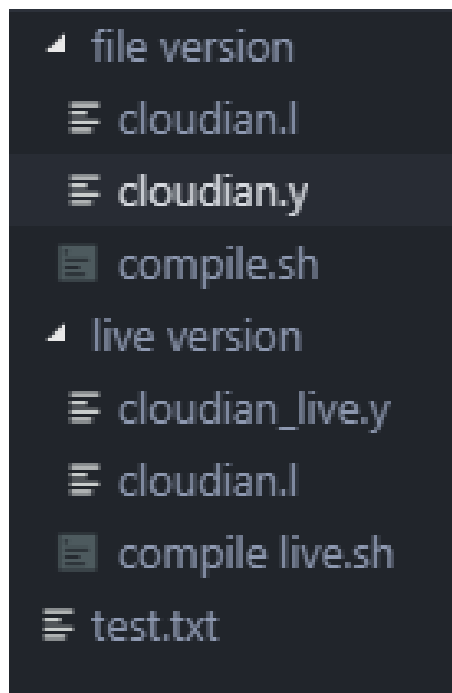 file version
cloudian.l
cloudian.y
compile.sh
live version
cloudian_live.y
cloudian.l
compile live.sh
test.txt